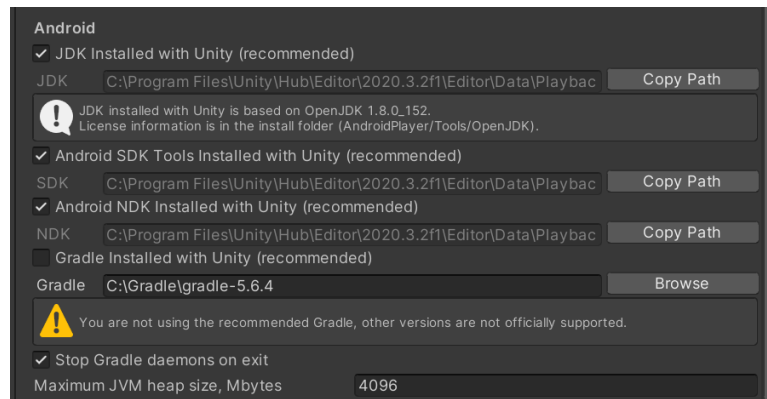 Android
JDK Installed with Unity (recommended)
JDK C:\Program Files\Unity\Hub\Editor\2020.3.2f1\Editor\Data\Playbac Copy Path
JDK installed with Unity is based on OpenJDK 1.8.0_152.
License information is in the install folder (AndroidPlayer/Tools/OpenJDK).
Android SDK Tools Installed with Unity (recommended)
SDK C:\Program Files\Unity\Hub\Editor\2020.3.2f1\Editor\Data\Playbac Copy Path
Android NDK Installed with Unity (recommended)
NDK C:\Program Files\Unity\Hub\Editor\2020.3.2f1\Editor\Data\Playbac Copy Path
Gradle Installed with Unity (recommended)
Gradle C:\Gradle\gradle-5.6.4 Browse
You are not using the recommended Gradle, other versions are not officially supported.
Stop Gradle daemons on exit
Maximum JVM heap size, Mbytes 4096